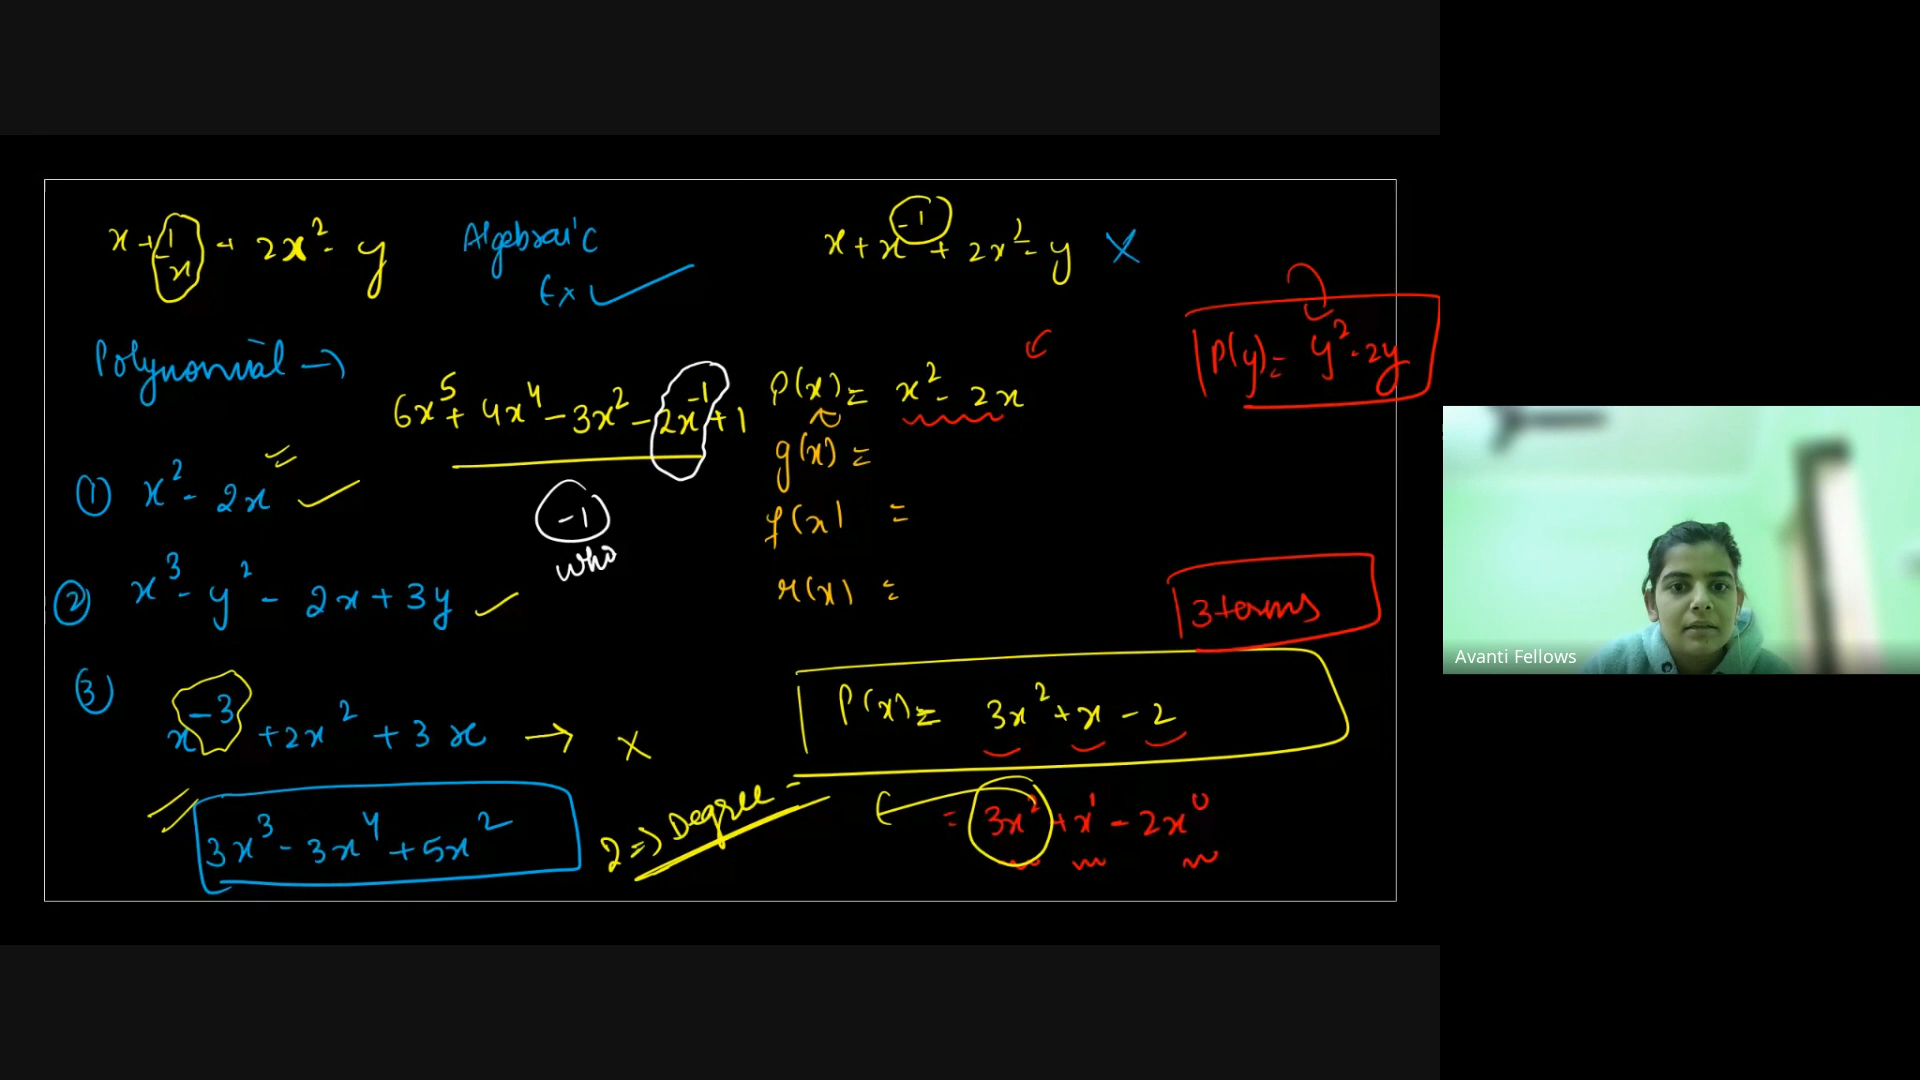 x + 1/x + 2x² - y
Algebraic
Ex ✓
x + x⁻¹ + 2x² - y X
P(y) = y² - 2y
Polynomial →
6x⁵ + 4x⁴ - 3x² - 2x⁻¹ + 1
-1
who
P(x) = x² - 2x
g(x) =
f(x) =
r(x) =
① x² - 2x ✓
② x³ - y² - 2x + 3y ✓
③ x⁻³ + 2x² + 3x → X
3x³ - 3x⁴ + 5x²
3 terms
P(x) = 3x² + x - 2
= 3x² + x¹ - 2x⁰
2 => Degree
Avanti Fellows